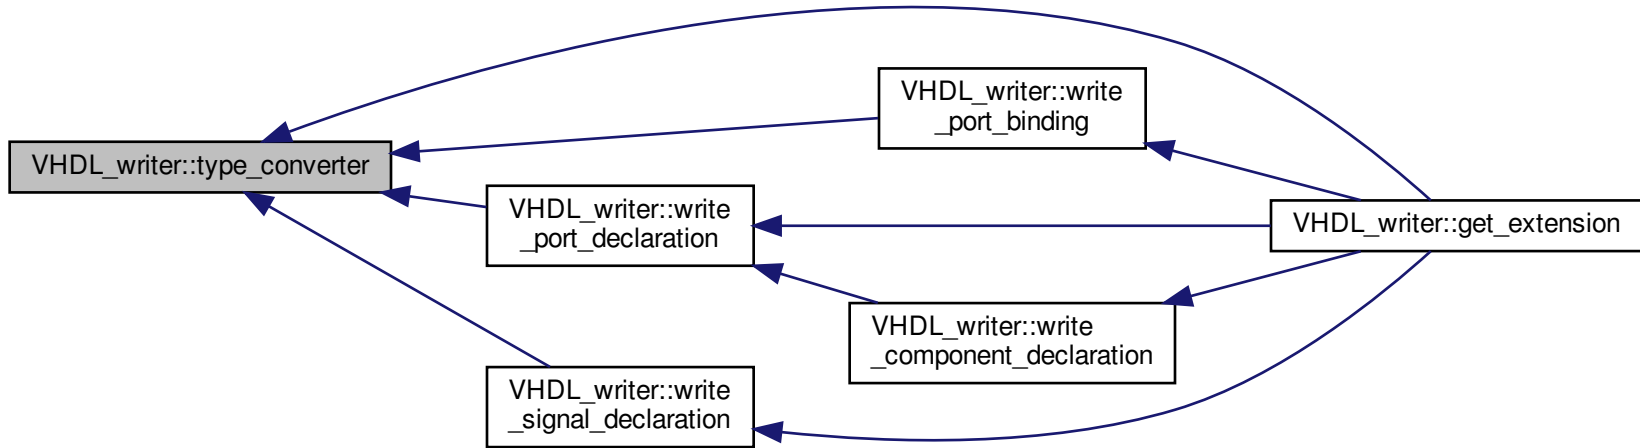 VHDL_writer::type_converter
VHDL_writer::write
_port_binding
VHDL_writer::write
_port_declaration
VHDL_writer::get_extension
VHDL_writer::write
_component_declaration
VHDL_writer::write
_signal_declaration